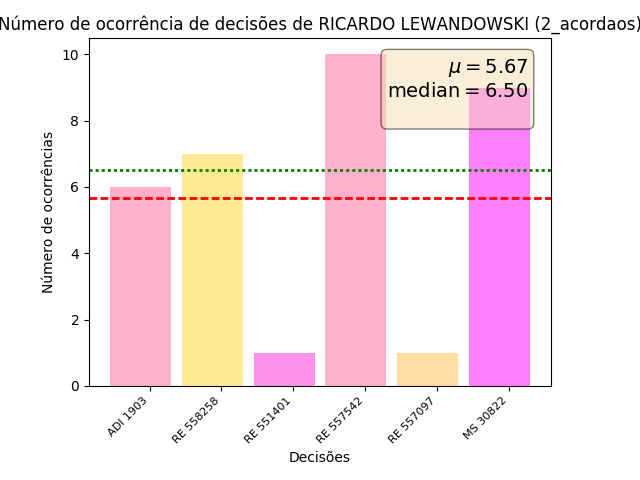 Número de ocorrência de decisões de RICARDO LEWANDOWSKI (2_acordaos)
μ = 5.67
median = 6.50
Número de ocorrências
10
8
6
4
2
0
ADI 1903
RE 558258
RE 551401
RE 557542
RE 557097
MS 30822
Decisões